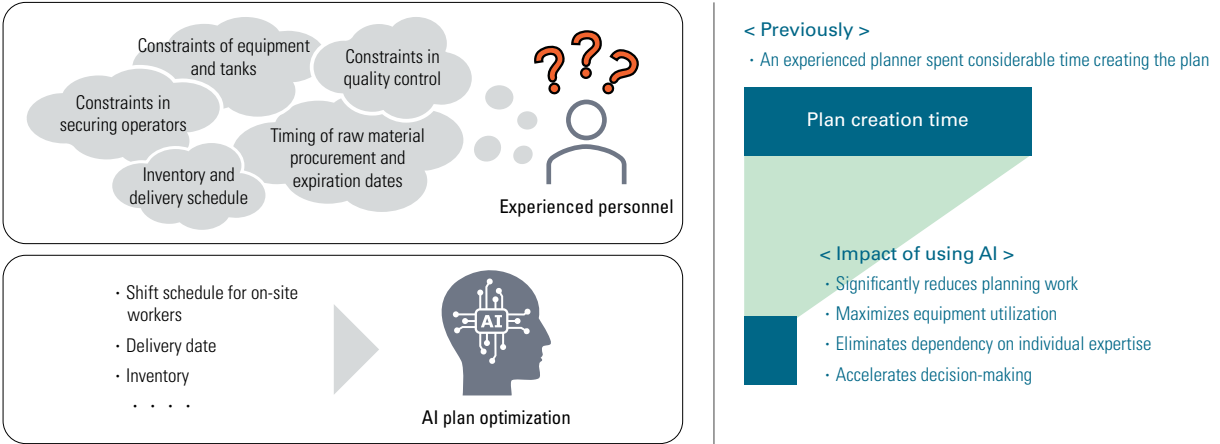 Constraints of equipment
and tanks
Constraints in
quality control
Constraints in
securing operators
Timing of raw material
procurement and
expiration dates
Inventory and
delivery schedule
? ? ?
Experienced personnel
・Shift schedule for on-site
workers
・Delivery date
・Inventory
・・・・
AI
AI plan optimization
< Previously >
・An experienced planner spent considerable time creating the plan
Plan creation time
< Impact of using AI >
・Significantly reduces planning work
・Maximizes equipment utilization
・Eliminates dependency on individual expertise
・Accelerates decision-making